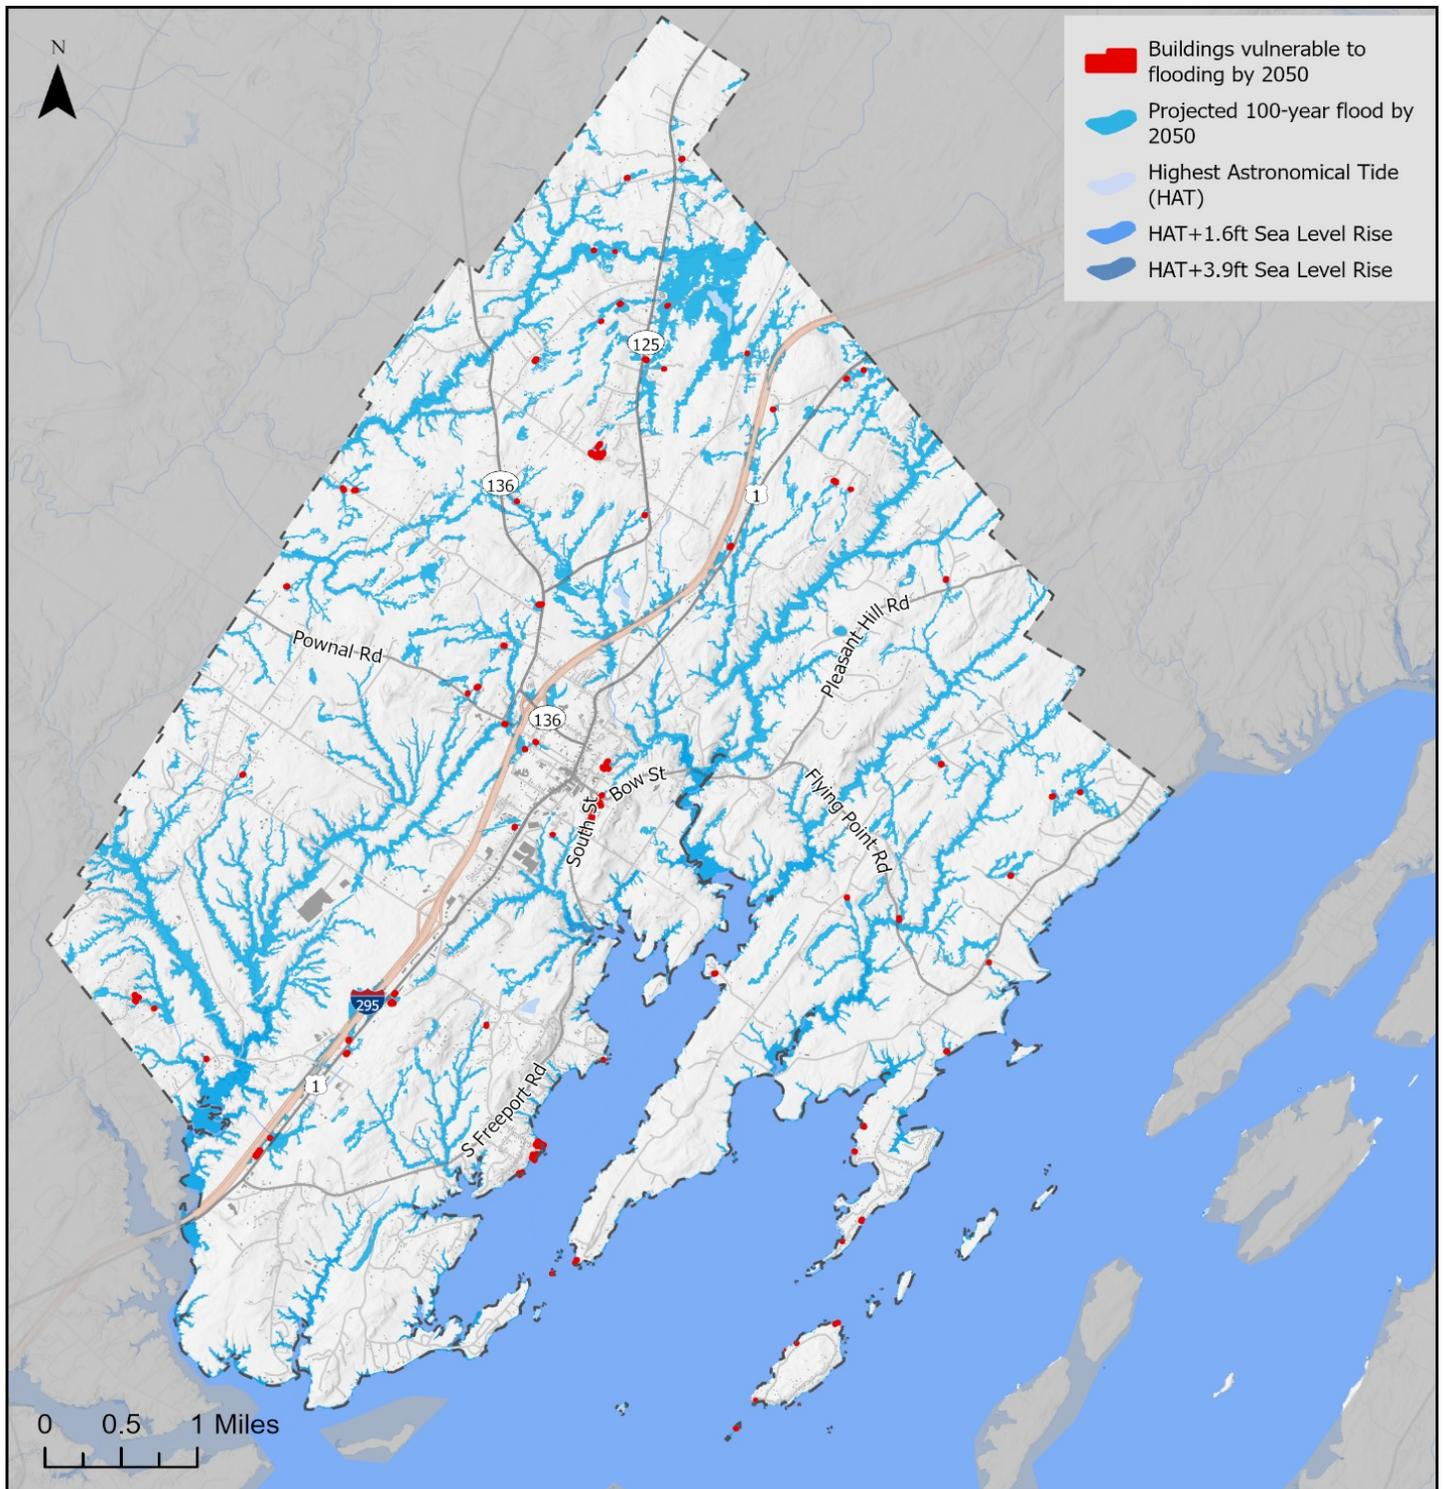 N
Buildings vulnerable to
flooding by 2050
Projected 100-year flood by
2050
Highest Astronomical Tide
(HAT)
HAT+1.6ft Sea Level Rise
HAT+3.9ft Sea Level Rise
125
136
1
Pleasant Hill Rd
Pownal Rd
136
Bow St
Flying Point Rd
South St
295
1
S Freeport Rd
0 0.5 1 Miles